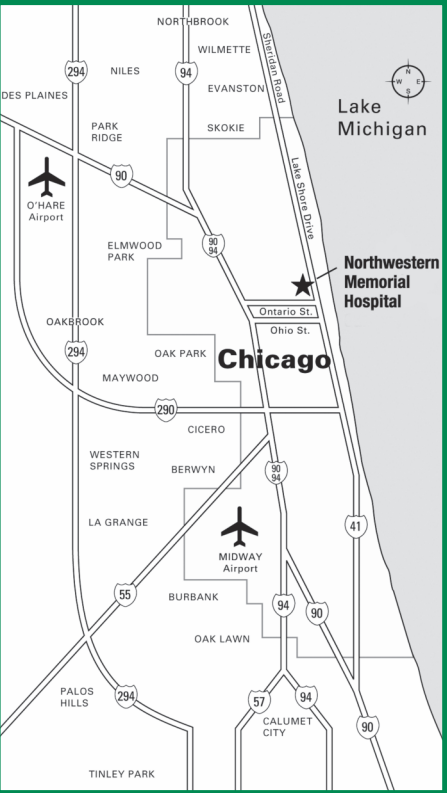 NORTHBROOK
WILMETTE
Sheridan Road
294
NILES
94
N
W E
S
DES PLAINES
EVANSTON
Lake
Michigan
PARK
RIDGE
SKOKIE
90
O'HARE
Airport
Lake Shore Drive
ELMWOOD
PARK
90
94
Northwestern
Memorial
Hospital
Ontario St.
OAKBROOK
Ohio St.
294
OAK PARK
Chicago
MAYWOOD
290
CICERO
WESTERN
SPRINGS
BERWYN
90
94
LA GRANGE
41
MIDWAY
Airport
55
BURBANK
94
90
OAK LAWN
PALOS
HILLS
294
57
94
CALUMET
CITY
90
TINLEY PARK